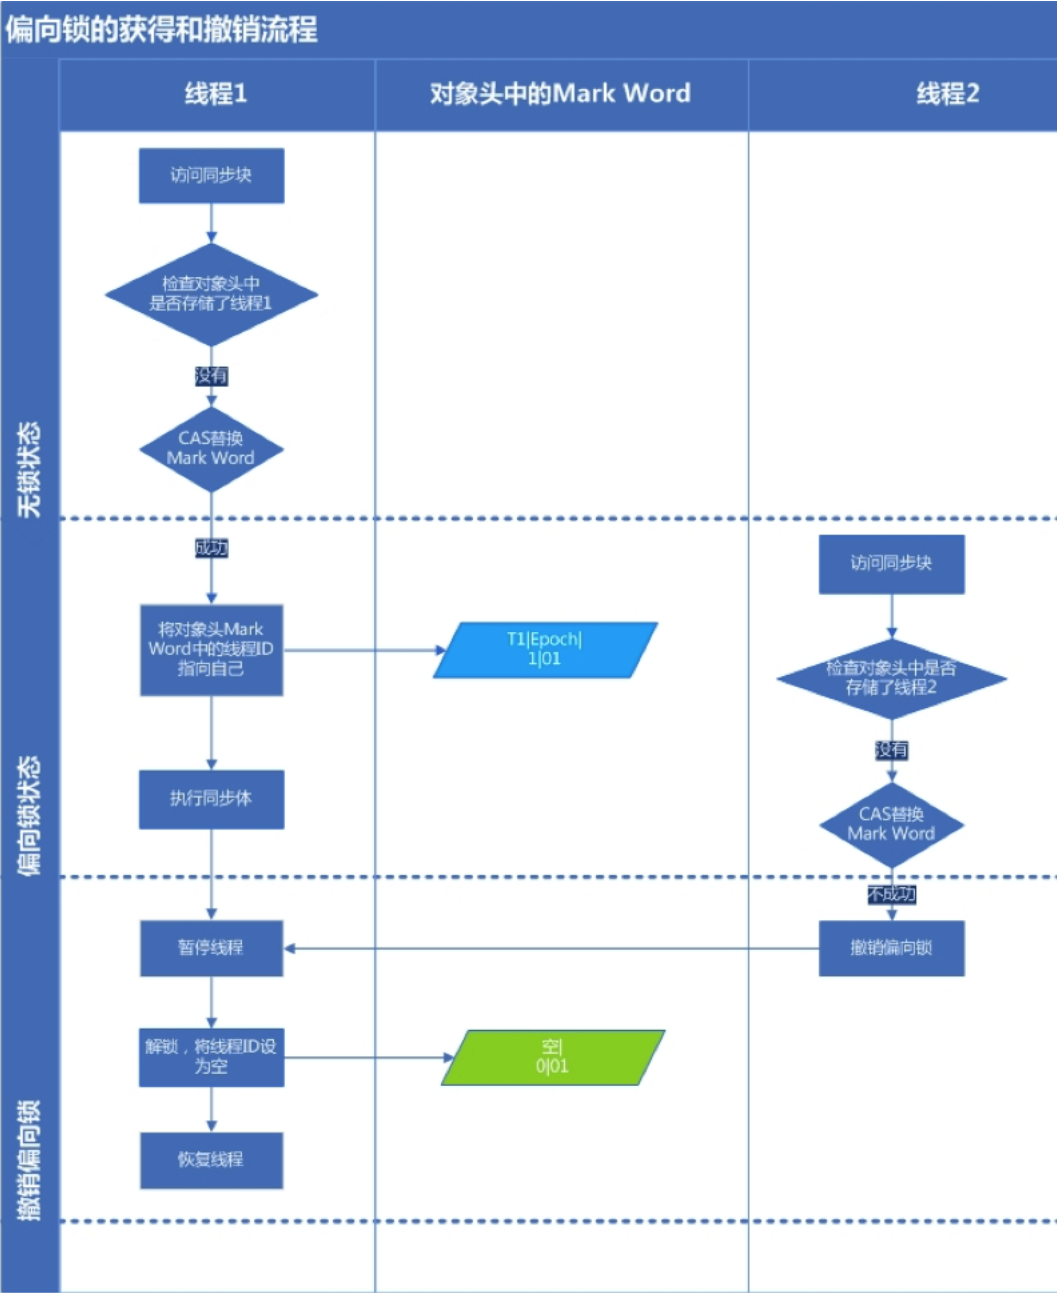 偏向锁的获得和撤销流程
线程1
对象头中的Mark Word
线程2
无锁状态
访问同步块
检查对象头中
是否存储了线程1
没有
CAS替换
Mark Word
偏向锁状态
成功
将对象头Mark
Word中的线程ID
指向自己
T1|Epoch|
1|01
执行同步体
访问同步块
检查对象头中是否
存储了线程2
没有
CAS替换
Mark Word
撤销偏向锁
不成功
撤销偏向锁
暂停线程
解锁，将线程ID设
为空
空|
0|01
恢复线程